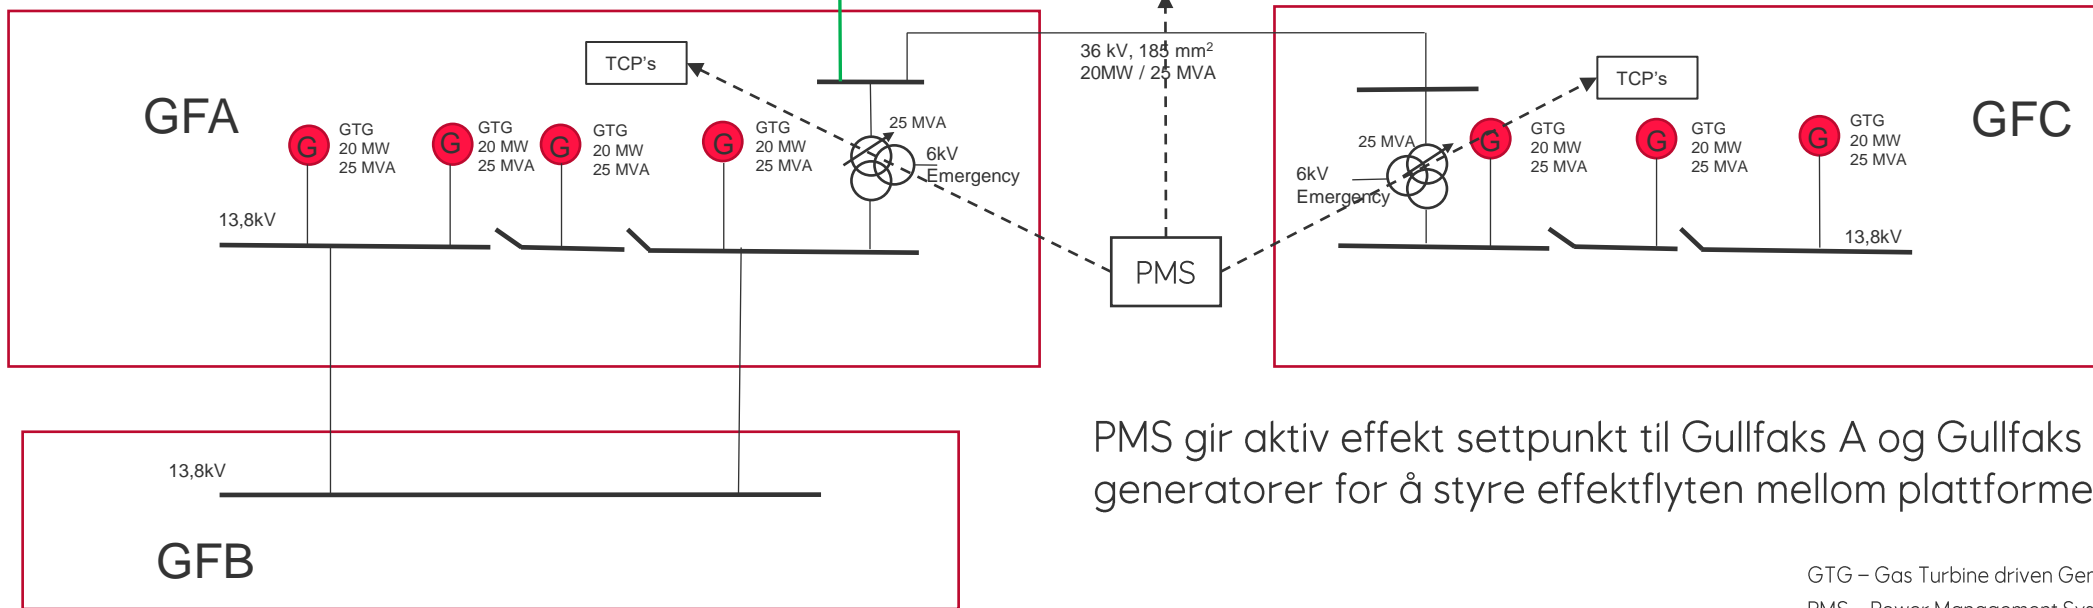 TCP's
36 kV, 185 mm²
20MW / 25 MVA
TCP's
GFA
GFC
G
GTG
20 MW
25 MVA
G
GTG
20 MW
25 MVA
G
GTG
20 MW
25 MVA
G
GTG
20 MW
25 MVA
25 MVA
6kV
Emergency
25 MVA
6kV
Emergency
G
GTG
20 MW
25 MVA
G
GTG
20 MW
25 MVA
G
GTG
20 MW
25 MVA
13,8kV
13,8kV
PMS
PMS gir aktiv effekt settpunkt til Gullfaks A og Gullfaks
generatorer for å styre effektflyten mellom plattforme
13,8kV
GFB
GTG – Gas Turbine driven Ger
PMS – Power Management Sys